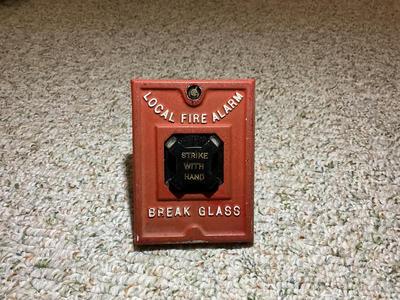 LOCAL FIRE ALARM
STRIKE
WITH
HAND
BREAK GLASS